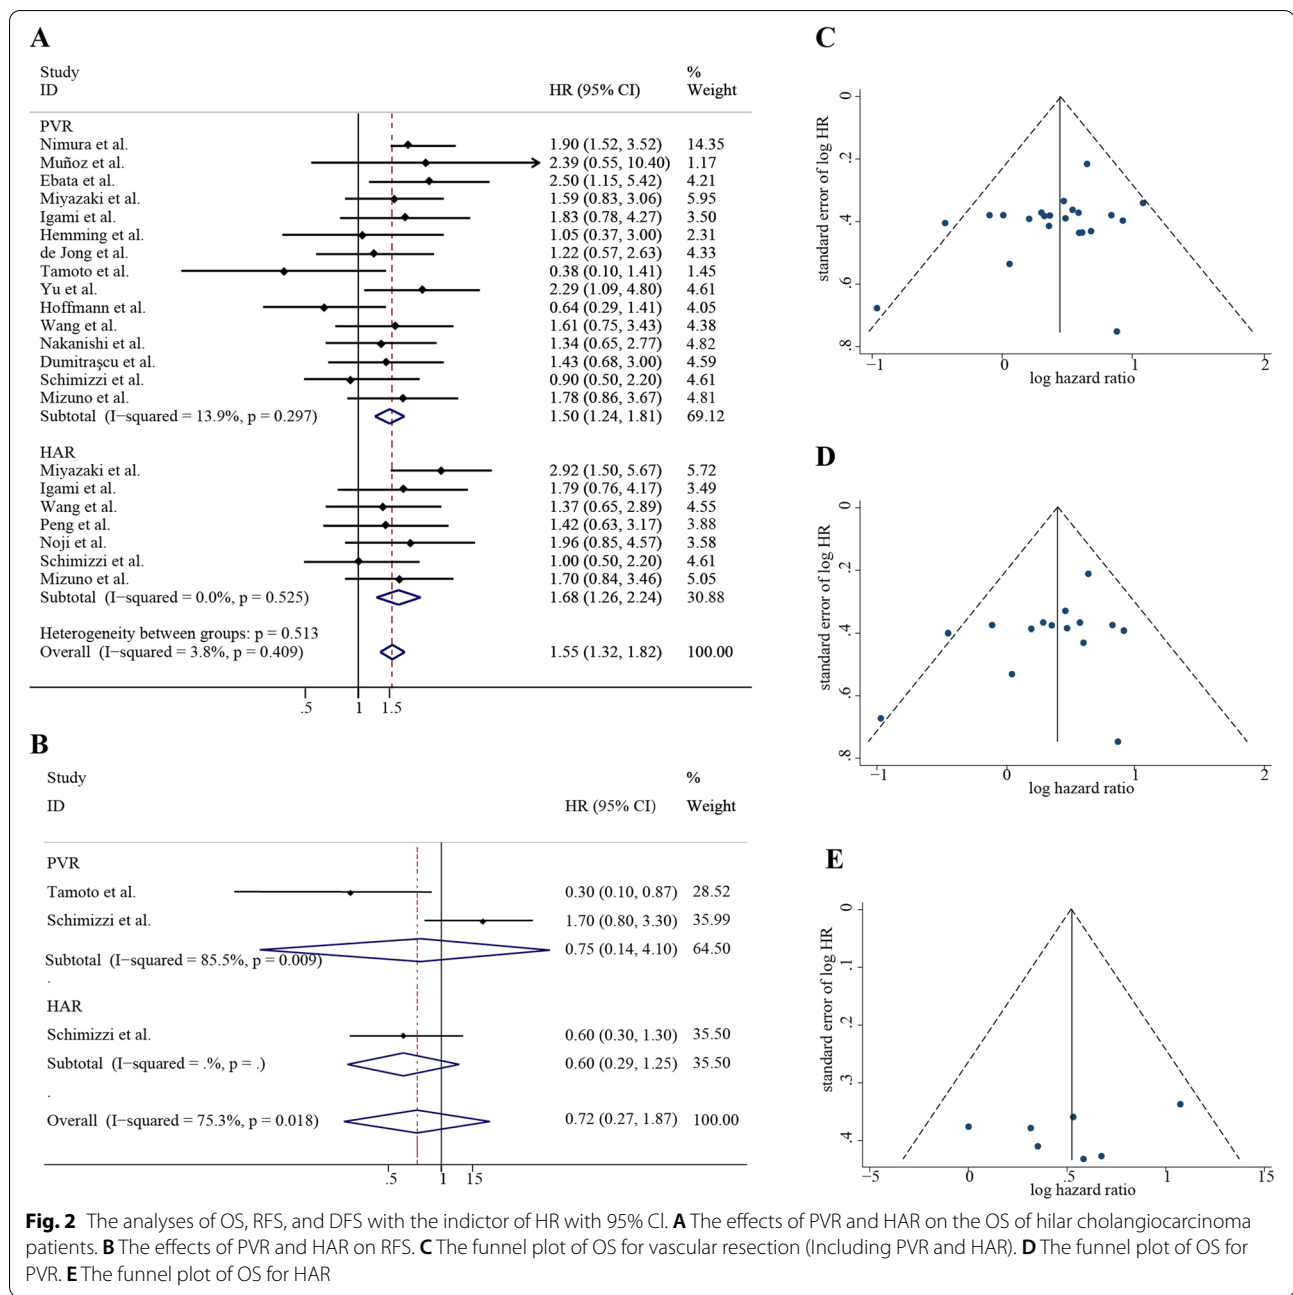 A
Study
ID HR (95% CI) % Weight
PVR
Nimura et al. 1.90 (1.52, 3.52) 14.35
Muñoz et al. 2.39 (0.55, 10.40) 1.17
Ebata et al. 2.50 (1.15, 5.42) 4.21
Miyazaki et al. 1.59 (0.83, 3.06) 5.95
Igami et al. 1.83 (0.78, 4.27) 3.50
Hemming et al. 1.05 (0.37, 3.00) 2.31
de Jong et al. 1.22 (0.57, 2.63) 4.33
Tamoto et al. 0.38 (0.10, 1.41) 1.45
Yu et al. 2.29 (1.09, 4.80) 4.61
Hoffmann et al. 0.64 (0.29, 1.41) 4.05
Wang et al. 1.61 (0.75, 3.43) 4.38
Nakanishi et al. 1.34 (0.65, 2.77) 4.82
Dumitraşcu et al. 1.43 (0.68, 3.00) 4.59
Schimizzi et al. 0.90 (0.50, 2.20) 4.61
Mizuno et al. 1.78 (0.86, 3.67) 4.81
Subtotal (I−squared = 13.9%, p = 0.297) 1.50 (1.24, 1.81) 69.12
HAR
Miyazaki et al. 2.92 (1.50, 5.67) 5.72
Igami et al. 1.79 (0.76, 4.17) 3.49
Wang et al. 1.37 (0.65, 2.89) 4.55
Peng et al. 1.42 (0.63, 3.17) 3.88
Noji et al. 1.96 (0.85, 4.57) 3.58
Schimizzi et al. 1.00 (0.50, 2.20) 4.61
Mizuno et al. 1.70 (0.84, 3.46) 5.05
Subtotal (I−squared = 0.0%, p = 0.525) 1.68 (1.26, 2.24) 30.88
Heterogeneity between groups: p = 0.513
Overall (I−squared = 3.8%, p = 0.409) 1.55 (1.32, 1.82) 100.00
.5 1 1.5
B
Study %
ID HR (95% CI) Weight
PVR
Tamoto et al. 0.30 (0.10, 0.87) 28.52
Schimizzi et al. 1.70 (0.80, 3.30) 35.99
Subtotal (I−squared = 85.5%, p = 0.009) 0.75 (0.14, 4.10) 64.50
.
HAR
Schimizzi et al. 0.60 (0.30, 1.30) 35.50
Subtotal (I−squared = .%, p = .) 0.60 (0.29, 1.25) 35.50
.
Overall (I−squared = 75.3%, p = 0.018) 0.72 (0.27, 1.87) 100.00
.5 1 15
C
standard error of log HR
0
.2
.4
.6
.8
−1 0 1 2
log hazard ratio
D
standard error of log HR
0
.2
.4
.6
.8
−1 0 1 2
log hazard ratio
E
standard error of log HR
0
.1
.2
.3
.4
−5 0 .5 1 15
log hazard ratio
Fig. 2 The analyses of OS, RFS, and DFS with the indictor of HR with 95% CI. A The effects of PVR and HAR on the OS of hilar cholangiocarcinoma
patients. B The effects of PVR and HAR on RFS. C The funnel plot of OS for vascular resection (Including PVR and HAR). D The funnel plot of OS for
PVR. E The funnel plot of OS for HAR